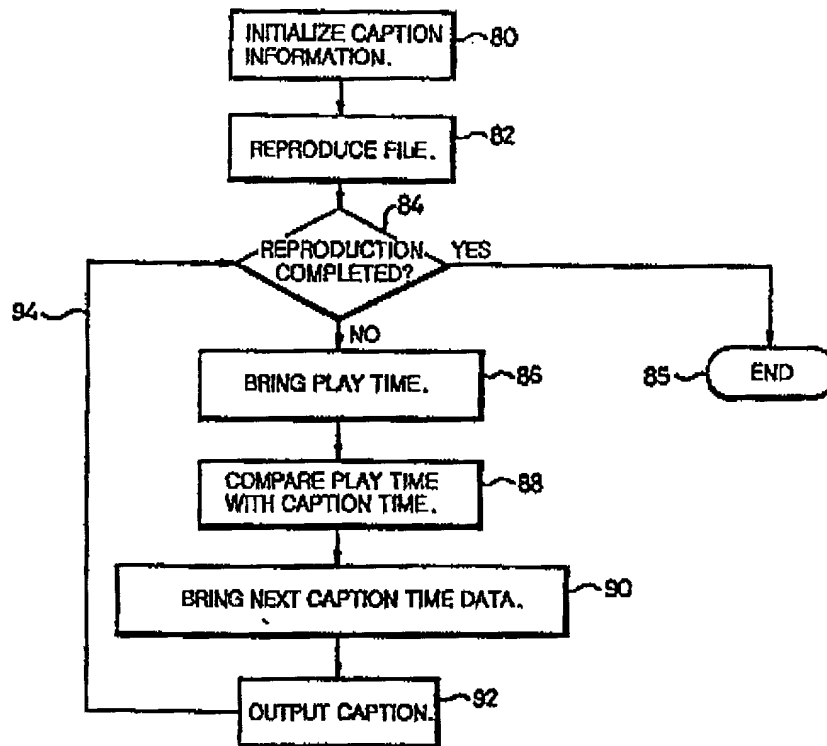 INITIALIZE CAPTION
INFORMATION.
80
REPRODUCE FILE.
82
84
REPRODUCTION
COMPLETED?
YES
94
NO
BRING PLAY TIME.
86
85
END
COMPARE PLAY TIME
WITH CAPTION TIME.
88
BRING NEXT CAPTION TIME DATA.
90
OUTPUT CAPTION.
92